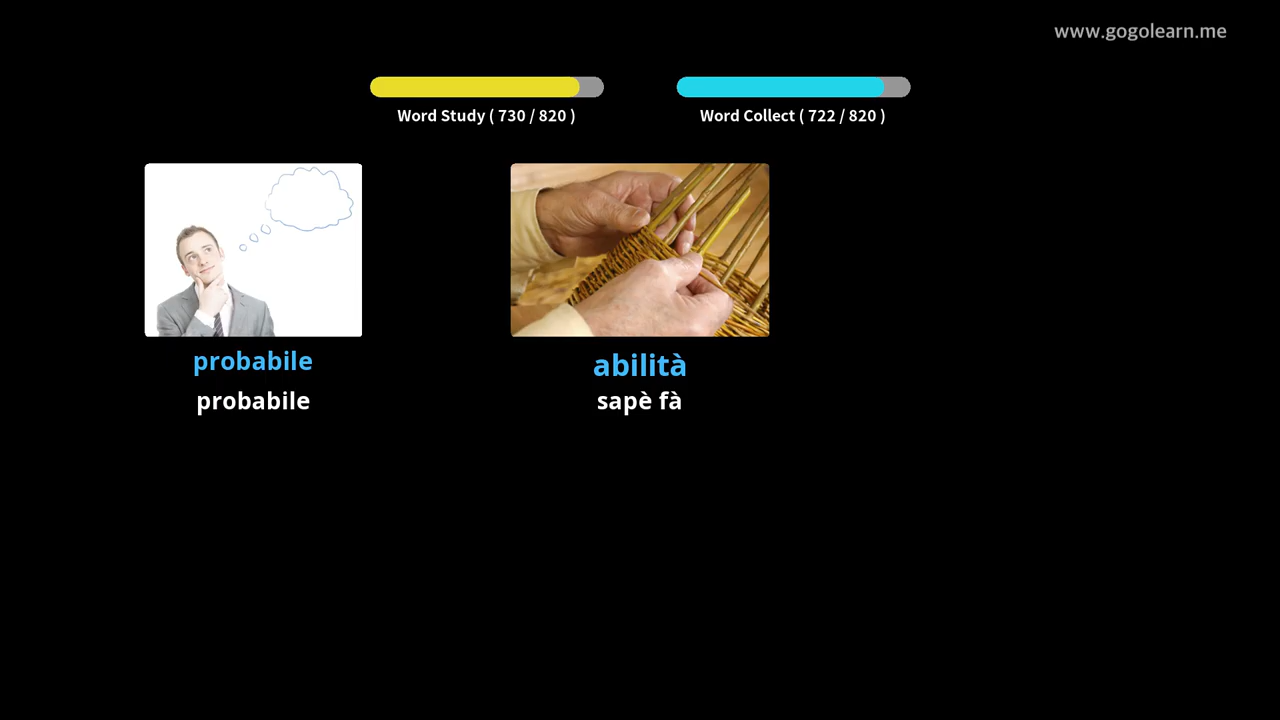 www.gogolearn.me
Word Study ( 730 / 820 )
Word Collect ( 722 / 820 )
probabile
probabile
abilità
sapè fà